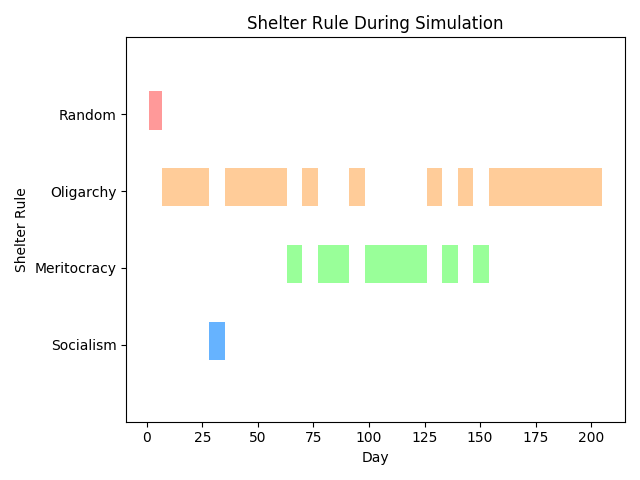 Shelter Rule During Simulation
Random
Oligarchy
Meritocracy
Socialism
Shelter Rule
0 25 50 75 100 125 150 175 200
Day